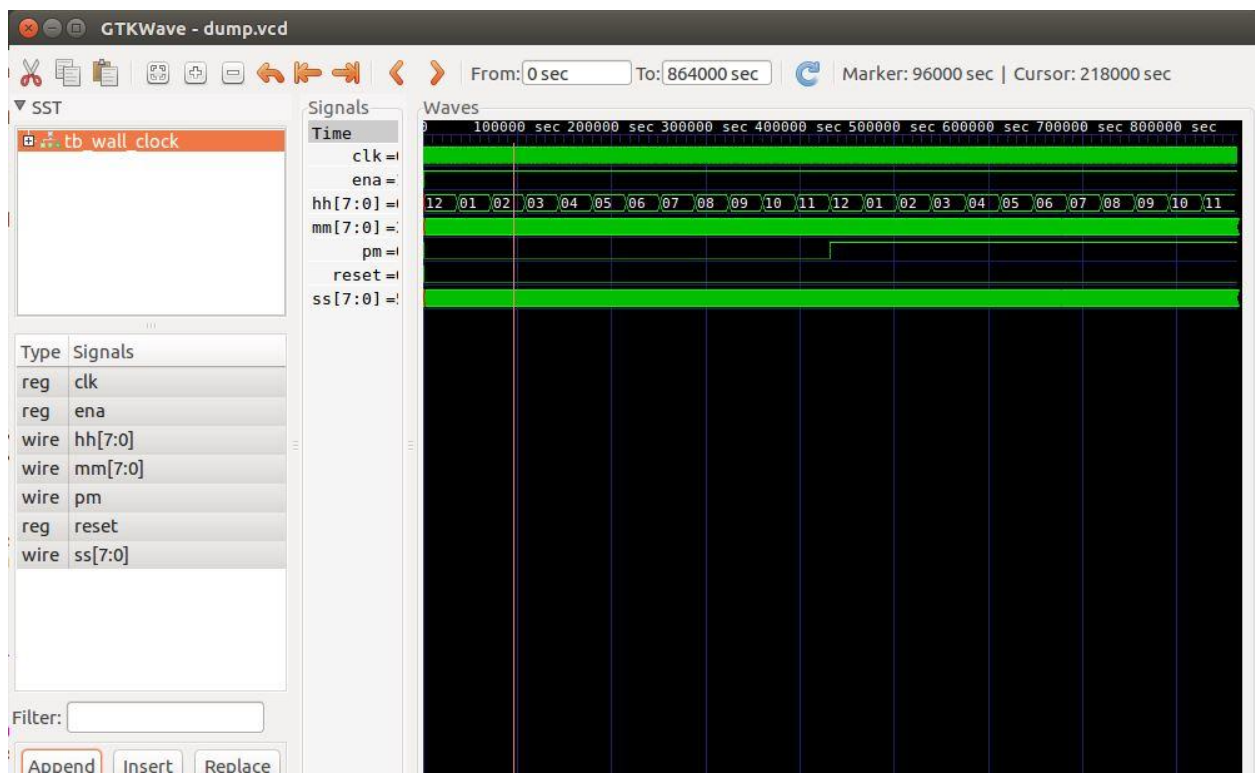 GTKWave - dump.vcd
From: 0 sec To: 864000 sec Marker: 96000 sec | Cursor: 218000 sec
SST
tb_wall_clock
Type Signals
reg clk
reg ena
wire hh[7:0]
wire mm[7:0]
wire pm
reg reset
wire ss[7:0]
Filter:
Append Insert Replace
Signals
Time
clk =
ena =
hh[7:0] =
mm[7:0] =
pm =
reset =
ss[7:0] =
Waves
100000 sec 200000 sec 300000 sec 400000 sec 500000 sec 600000 sec 700000 sec 800000 sec
12 01 02 03 04 05 06 07 08 09 10 11 12 01 02 03 04 05 06 07 08 09 10 11